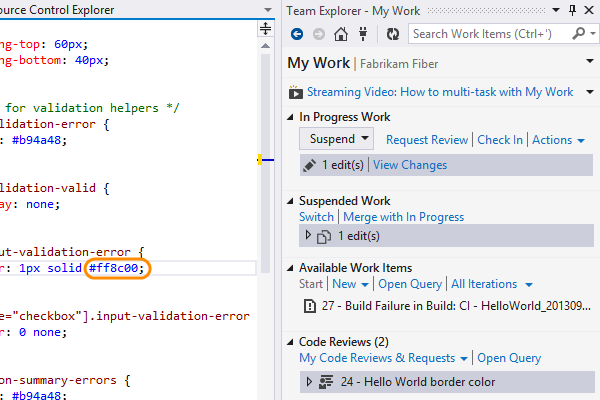 ource Control Explorer
ng-top: 60px;
ng-bottom: 40px;
for validation helpers */
lidation-error {
: #b94a48;
lidation-valid {
ay: none;
put-validation-error {
r: 1px solid #ff8c00;
e="checkbox"].input-validation-error
r: 0 none;
on-summary-errors {
: #b94a48;
Team Explorer - My Work
Search Work Items (Ctrl+')
My Work | Fabrikam Fiber
Streaming Video: How to multi-task with My Work
In Progress Work
Suspend Request Review | Check In | Actions
1 edit(s) | View Changes
Suspended Work
Switch | Merge with In Progress
1 edit(s)
Available Work Items
Start | New | Open Query | All Iterations
27 - Build Failure in Build: CI - HelloWorld_201309...
Code Reviews (2)
My Code Reviews & Requests | Open Query
24 - Hello World border color